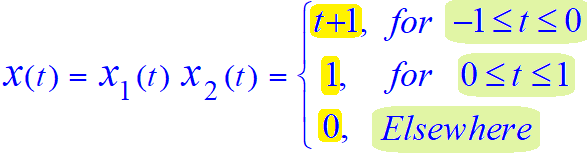 t+1, for −1 ≤ t ≤ 0
x(t) = x₁(t) x₂(t) = { 1, for 0 ≤ t ≤ 1
0, Elsewhere